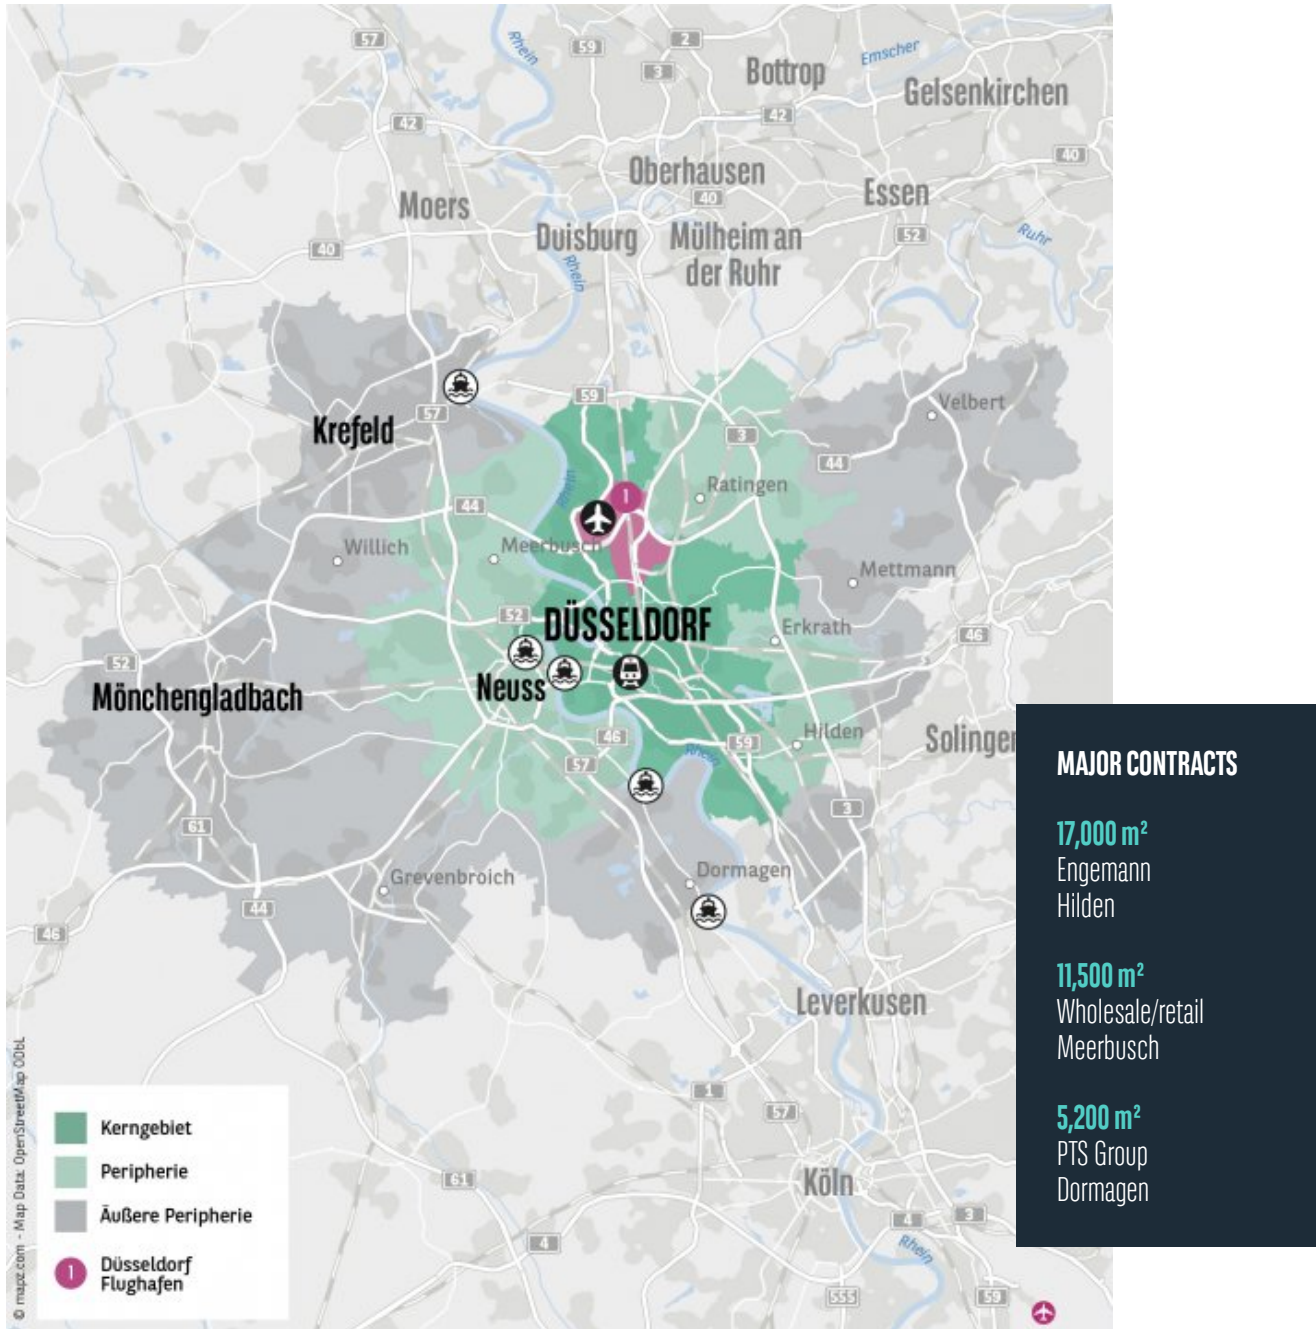 57
Rhein
59
2
3
Bottrop
Emscher
Gelsenkirchen
42
42
40
Oberhausen
40
Essen
Moers
Duisburg
Mülheim an
der Ruhr
52
Ruhr
40
Rhein
59
Velbert
57
Krefeld
3
44
Rhein
Ratingen
1
44
Willich
Meerbusch
Mettmann
52
DÜSSELDORF
Erkrath
46
52
Neuss
Mönchengladbach
46
59
Rhein
Hilden
Solingen
57
3
61
Grevenbroich
Dormagen
44
46
Leverkusen
1
57
61
Köln
4
3
4
Rhein
555
59
MAJOR CONTRACTS
17,000 m²
Engemann
Hilden
11,500 m²
Wholesale/retail
Meerbusch
5,200 m²
PTS Group
Dormagen
Kerngebiet
Peripherie
Äußere Peripherie
1
Düsseldorf
Flughafen
© mapz.com - Map Data: OpenStreetMap ODbL